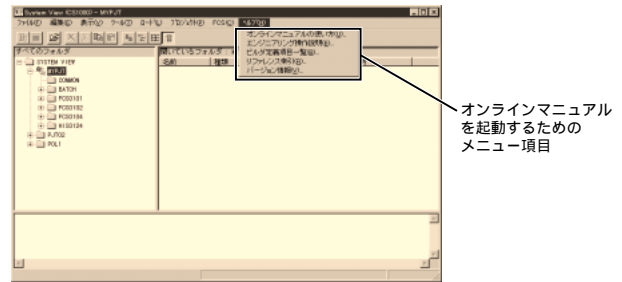 System View (CS1000) - MYPJT
ファイル(F) 編集(E) 表示(V) ツール(T) ロード(L) プロジェクト(P) FCS(C) ヘルプ(H)
オンラインマニュアルの使い方(U)...
エンジニアリング操作説明(E)...
ビルダ定義項目一覧(B)...
リファレンス索引(R)...
バージョン情報(V)...
すべてのフォルダ
開いているフォルダ:
名前
種類
SYSTEM VIEW
MYPJT
COMMON
BATCH
FCS0101
FCS0102
FCS0103
HIS0124
PJT02
POL1
オンラインマニュアル
を起動するための
メニュー項目